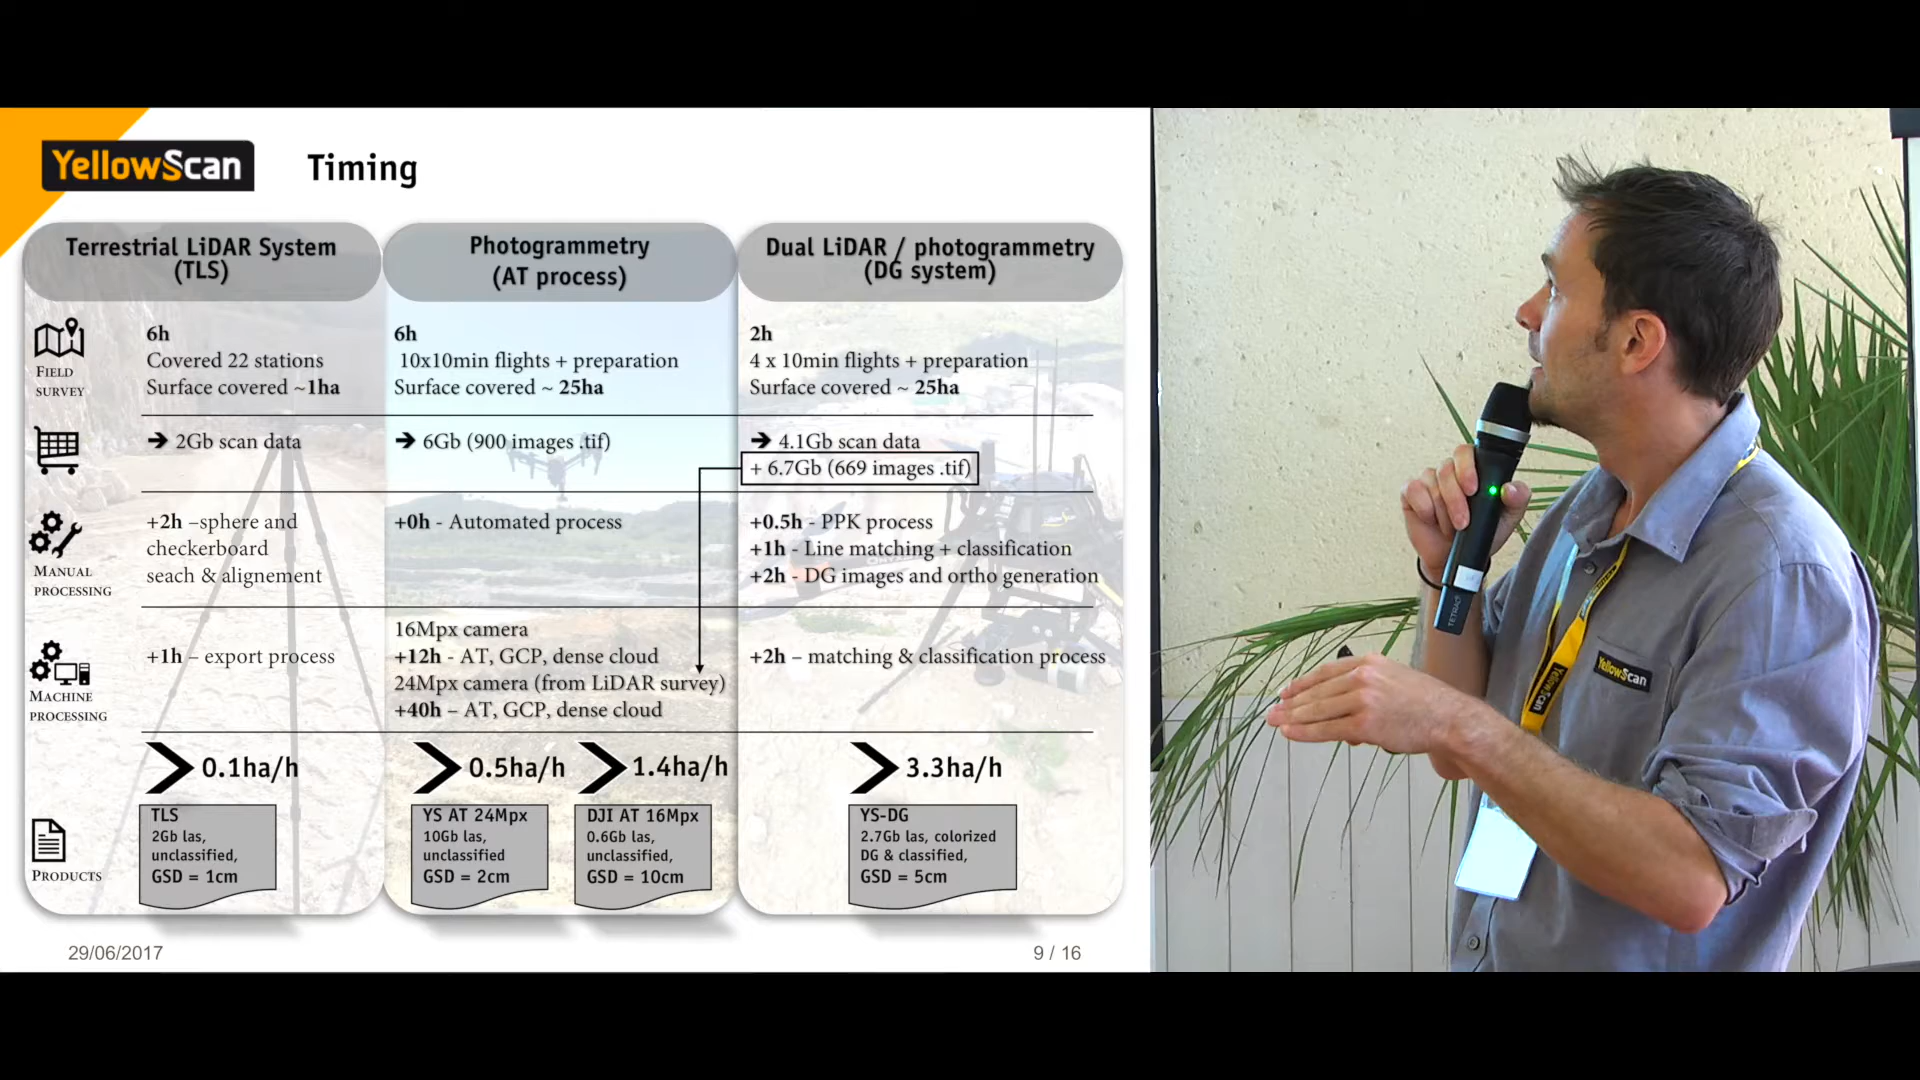 YellowScan
Timing
Terrestrial LiDAR System
(TLS)
Photogrammetry
(AT process)
Dual LiDAR / photogrammetry
(DG system)
FIELD
SURVEY
6h
Covered 22 stations
Surface covered ~1ha
6h
10x10min flights + preparation
Surface covered ~ 25ha
2h
4 x 10min flights + preparation
Surface covered ~ 25ha
➔ 2Gb scan data
➔ 6Gb (900 images .tif)
➔ 4.1Gb scan data
+ 6.7Gb (669 images .tif)
MANUAL
PROCESSING
+2h –sphere and
checkerboard
seach & alignement
+0h - Automated process
+0.5h - PPK process
+1h - Line matching + classification
+2h - DG images and ortho generation
MACHINE
PROCESSING
+1h – export process
16Mpx camera
+12h - AT, GCP, dense cloud
24Mpx camera (from LiDAR survey)
+40h – AT, GCP, dense cloud
+2h – matching & classification process
0.1ha/h
0.5ha/h
1.4ha/h
3.3ha/h
PRODUCTS
TLS
2Gb las,
unclassified,
GSD = 1cm
YS AT 24Mpx
10Gb las,
unclassified
GSD = 2cm
DJI AT 16Mpx
0.6Gb las,
unclassified,
GSD = 10cm
YS-DG
2.7Gb las, colorized
DG & classified,
GSD = 5cm
29/06/2017
9 / 16
YellowScan
YellowScan